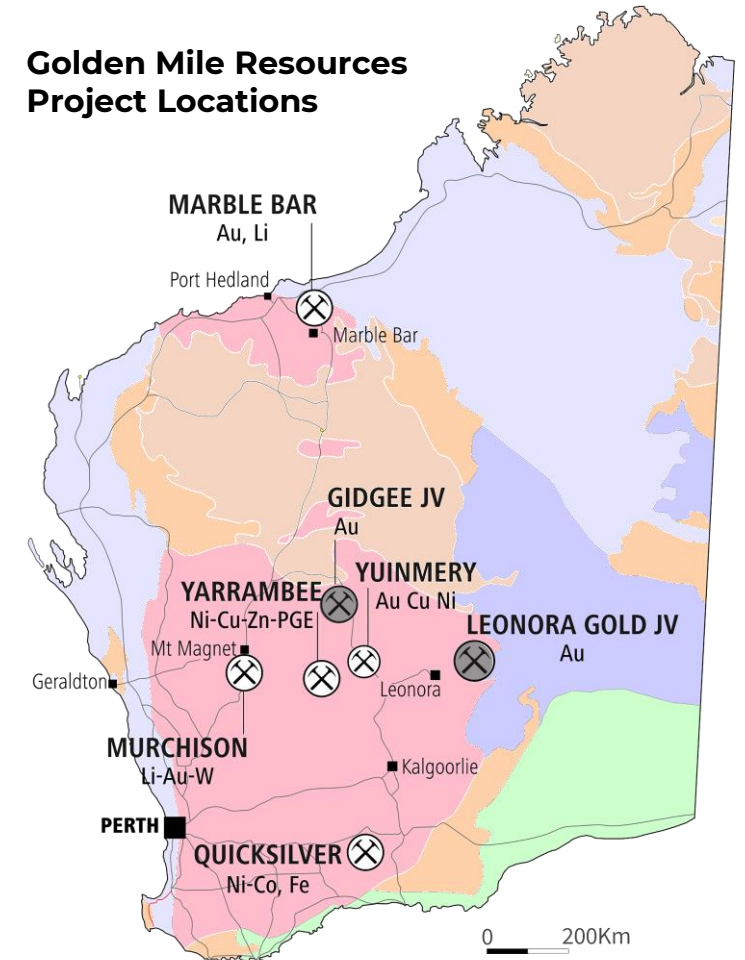 Golden Mile Resources
Project Locations
MARBLE BAR
Au, Li
Port Hedland
Marble Bar
GIDGEE JV
Au
YUINMERY
Au Cu Ni
YARRAMBEE
Ni-Cu-Zn-PGE
LEONORA GOLD JV
Au
Mt Magnet
Geraldton
Leonora
MURCHISON
Li-Au-W
Kalgoorlie
PERTH
QUICKSILVER
Ni-Co, Fe
0 200Km